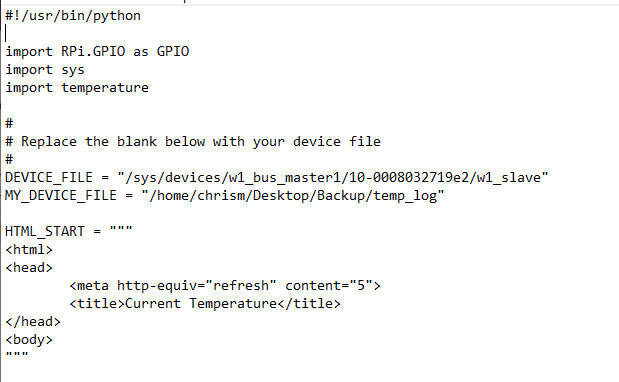 #!/usr/bin/python
import RPi.GPIO as GPIO
import sys
import temperature
#
# Replace the blank below with your device file
#
DEVICE_FILE = "/sys/devices/w1_bus_master1/10-0008032719e2/w1_slave"
MY_DEVICE_FILE = "/home/chrism/Desktop/Backup/temp_log"
HTML_START = """
<html>
<head>
        <meta http-equiv="refresh" content="5">
        <title>Current Temperature</title>
</head>
<body>
"""